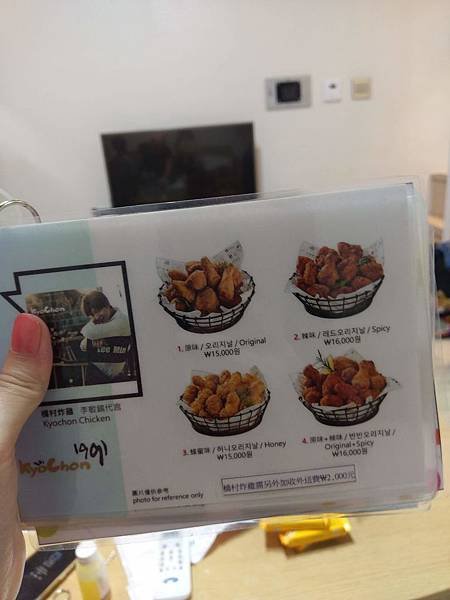 KyoChon
Lee Min
橋村炸雞 李敏鎬代言
Kyochon Chicken
KyoChon
1991
1. 原味 / 오리지날 / Original
₩15,000원
2. 辣味 / 레드오리지날 / Spicy
₩16,000원
3. 蜂蜜味 / 허니오리지날 / Honey
₩15,000원
4. 原味+辣味 / 반반오리지날 /
Original+Spicy
₩16,000원
圖片僅供參考
photo for reference only
橋村炸雞需另外加收外送費₩2,000元